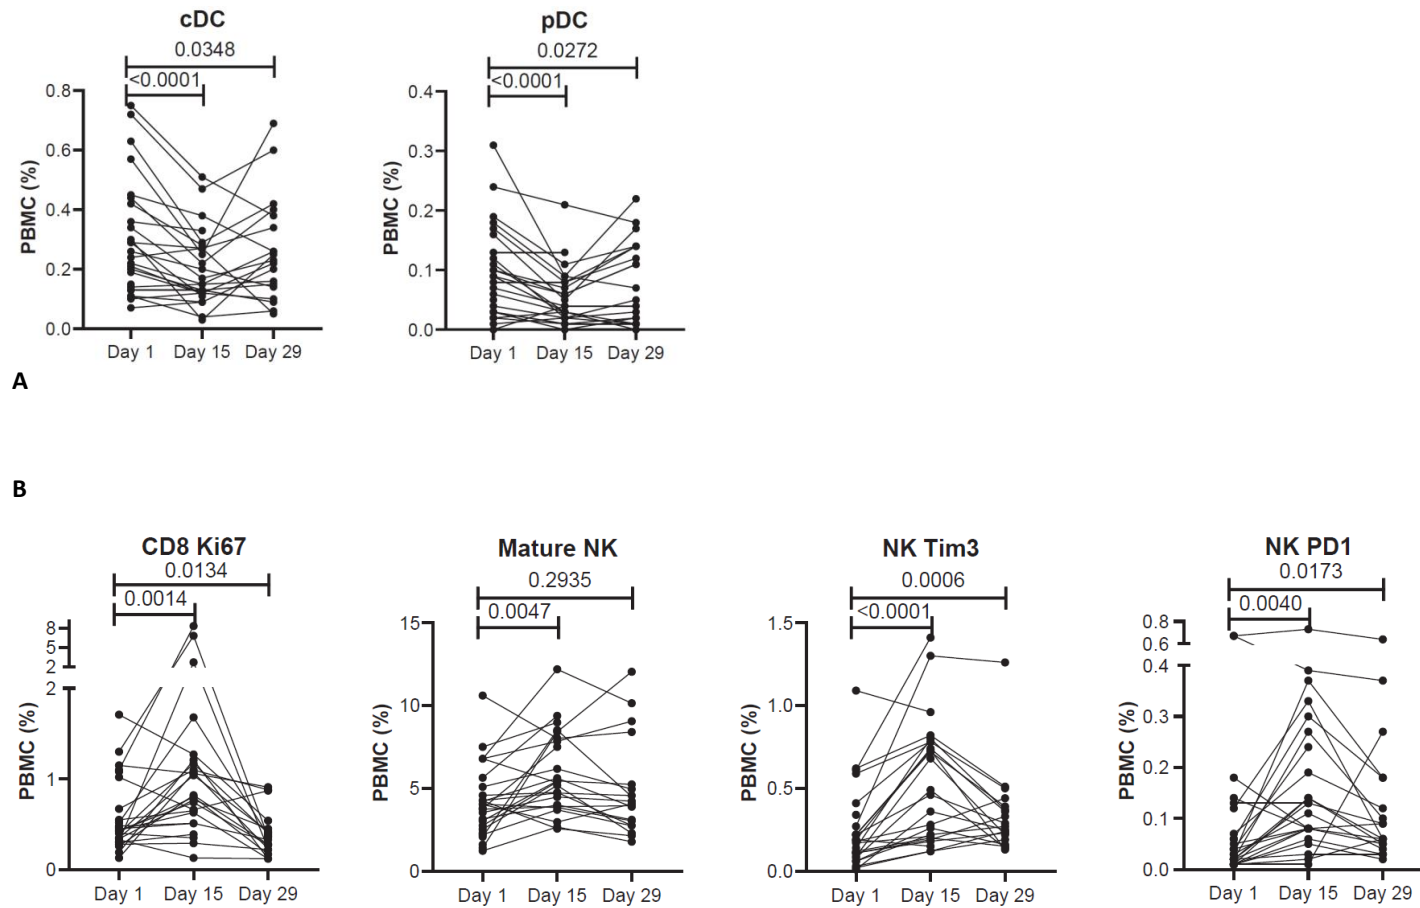 cDC
0.0348
<0.0001
0.8
0.6
0.4
0.2
0.0
PBMC (%)
Day 1 Day 15 Day 29
pDC
0.0272
<0.0001
0.4
0.3
0.2
0.1
0.0
PBMC (%)
Day 1 Day 15 Day 29
A
B
CD8 Ki67
0.0134
0.0014
8
5
2
2
1
0
PBMC (%)
Day 1 Day 15 Day 29
Mature NK
0.2935
0.0047
15
10
5
0
PBMC (%)
Day 1 Day 15 Day 29
NK Tim3
0.0006
<0.0001
1.5
1.0
0.5
0.0
PBMC (%)
Day 1 Day 15 Day 29
NK PD1
0.0173
0.0040
0.8
0.6
0.4
0.3
0.2
0.1
0.0
PBMC (%)
Day 1 Day 15 Day 29